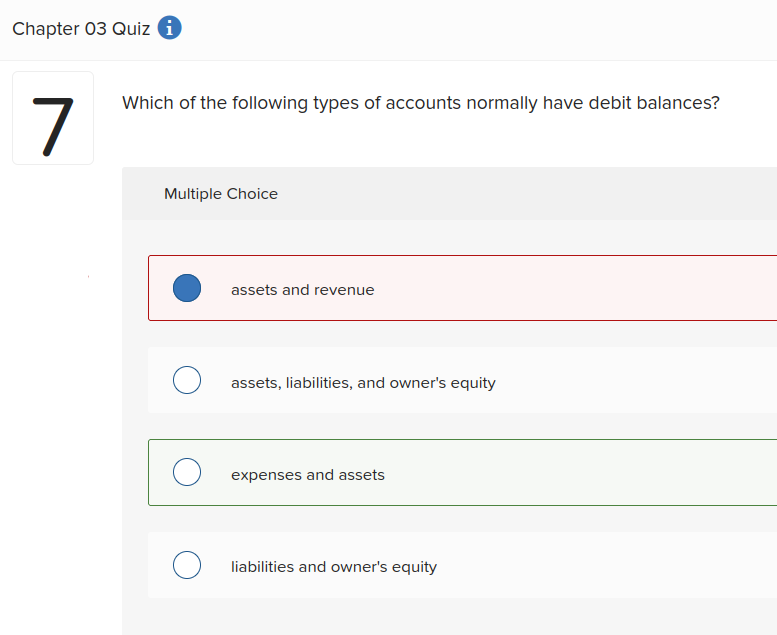 Chapter 03 Quiz i
7
Which of the following types of accounts normally have debit balances?
Multiple Choice
assets and revenue
assets, liabilities, and owner's equity
expenses and assets
liabilities and owner's equity